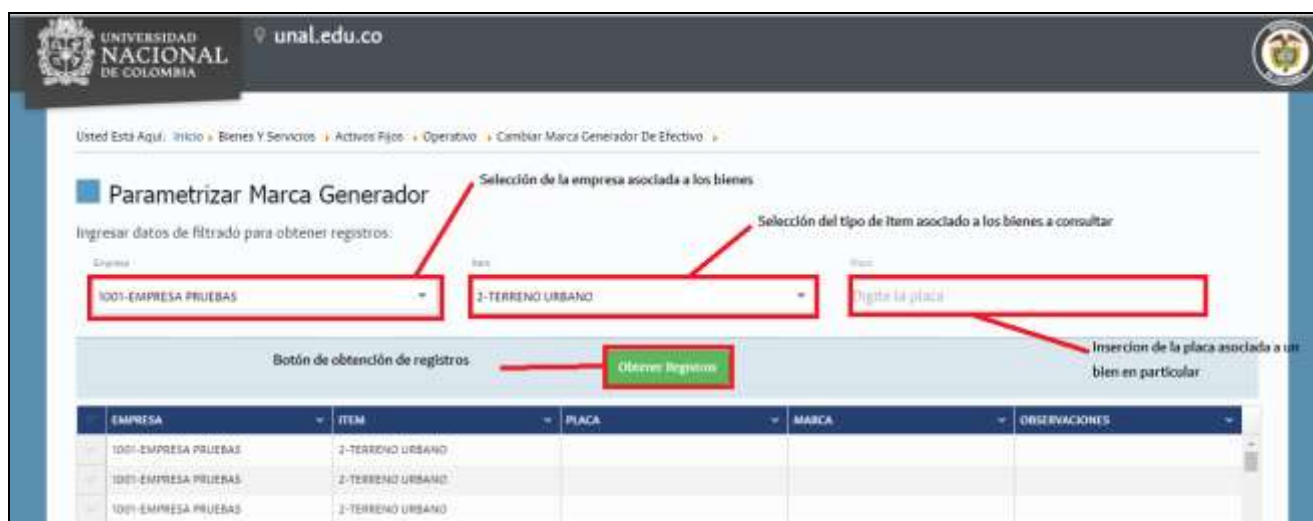 UNIVERSIDAD
NACIONAL
DE COLOMBIA
unal.edu.co
Usted Está Aquí: Inicio Bienes Y Servicios Activos Fijos Operativo Cambiar Marca Generador De Efectivo
Selección de la empresa asociada a los bienes
Parametrizar Marca Generador
Selección del tipo de item asociado a los bienes a consultar
Ingresar datos de filtrado para obtener registros.
Empresa Item Placa
1001-EMPRESA PRUEBAS 2-TERRENO URBANO Digite la placa
Botón de obtención de registros Obtener Registros
Insercion de la placa asociada a un
bien en particular
EMPRESA ITEM PLACA MARCA OBSERVACIONES
1001-EMPRESA PRUEBAS 2-TERRENO URBANO
1001-EMPRESA PRUEBAS 2-TERRENO URBANO
1001-EMPRESA PRUEBAS 2-TERRENO URBANO